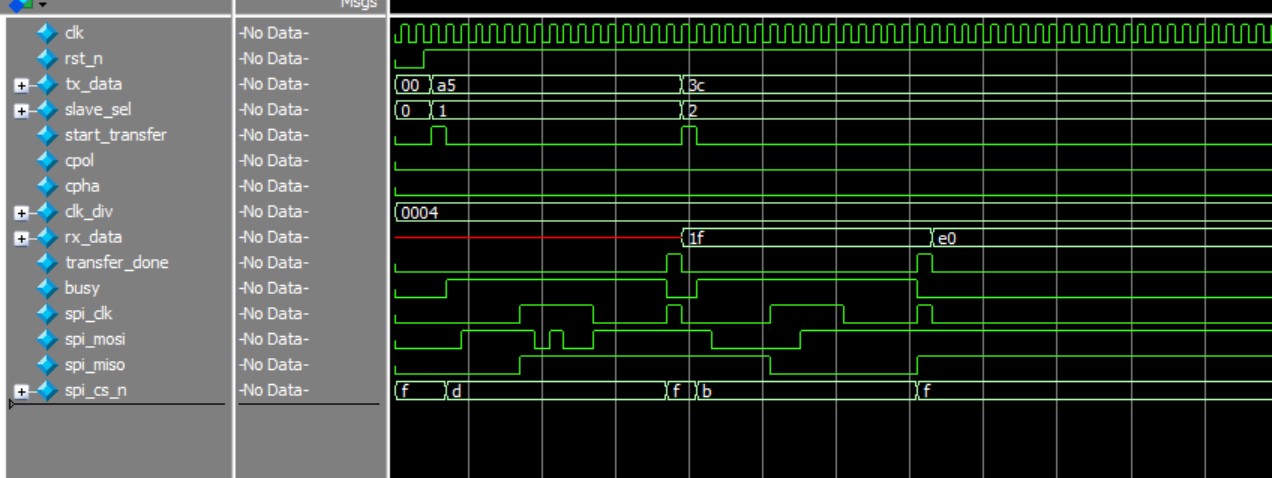 Msgs
clk -No Data-
rst_n -No Data-
tx_data -No Data- 00 a5 3c
slave_sel -No Data- 0 1 2
start_transfer -No Data-
cpol -No Data-
cpha -No Data-
clk_div -No Data- 0004
rx_data -No Data- 1f e0
transfer_done -No Data-
busy -No Data-
spi_clk -No Data-
spi_mosi -No Data-
spi_miso -No Data-
spi_cs_n -No Data- f d f b f